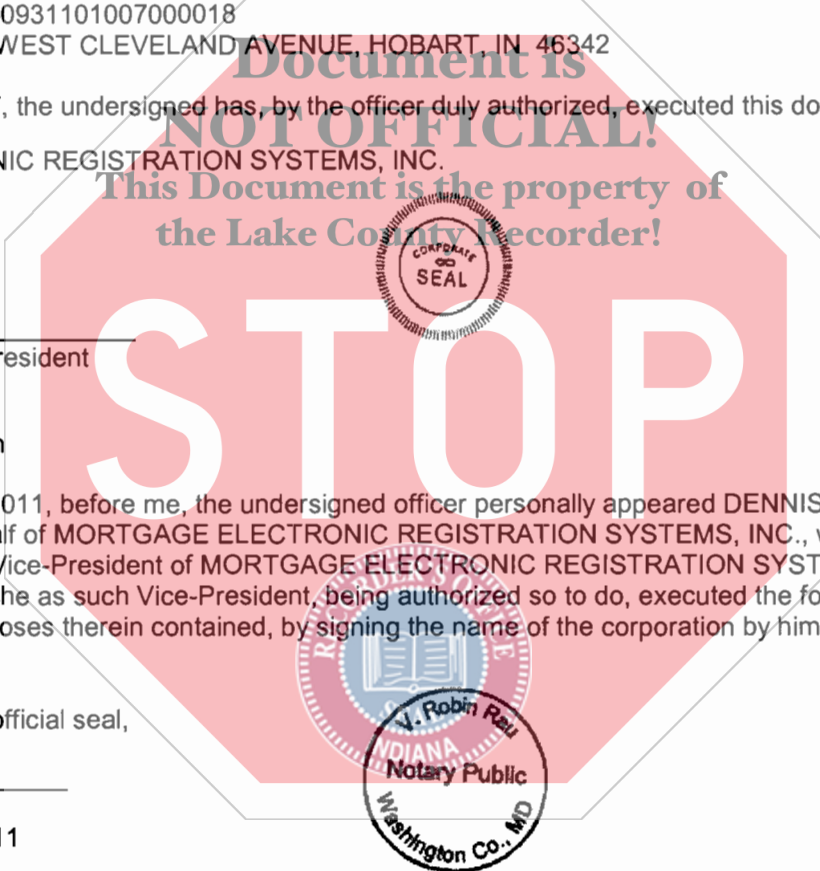 0931101007000018
WEST CLEVELAND AVENUE, HOBART, IN 46342
Document is
, the undersigned has, by the officer duly authorized, executed this do
NOT OFFICIAL!
NIC REGISTRATION SYSTEMS, INC.
This Document is the property of
the Lake County Recorder!
CORPORATE
SEAL
STOP
resident
n
011, before me, the undersigned officer personally appeared DENNIS
lf of MORTGAGE ELECTRONIC REGISTRATION SYSTEMS, INC.,
Vice-President of MORTGAGE ELECTRONIC REGISTRATION SYST
he as such Vice-President, being authorized so to do, executed the fo
oses therein contained, by signing the name of the corporation by him
RECORDER'S OFFICE
SEAL
INDIANA
official seal,
V. Robin Rau
Notary Public
Washington Co., MD
11